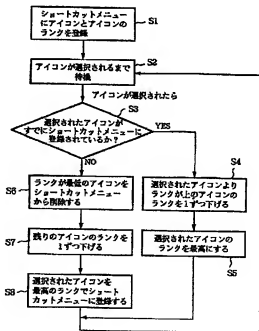 ショートカットメニュー
にアイコンとアイコンの
ランクを登録
S1
S2
アイコンが選択されるまで
待機
アイコンが選択されたら
S3
選択されたアイコンが
すでにショートカットメニューに
登録されているか?
YES
NO
S4
選択されたアイコンより
ランクが上のアイコンの
ランクを1ずつ下げる
S6
ランクが最低のアイコンを
ショートカットメニュー
から削除する
S7
残りのアイコンのランクを
1ずつ下げる
選択されたアイコンの
ランクを最高にする
S5
S8
選択されたアイコンを
最高のランクでショート
カットメニューに登録する